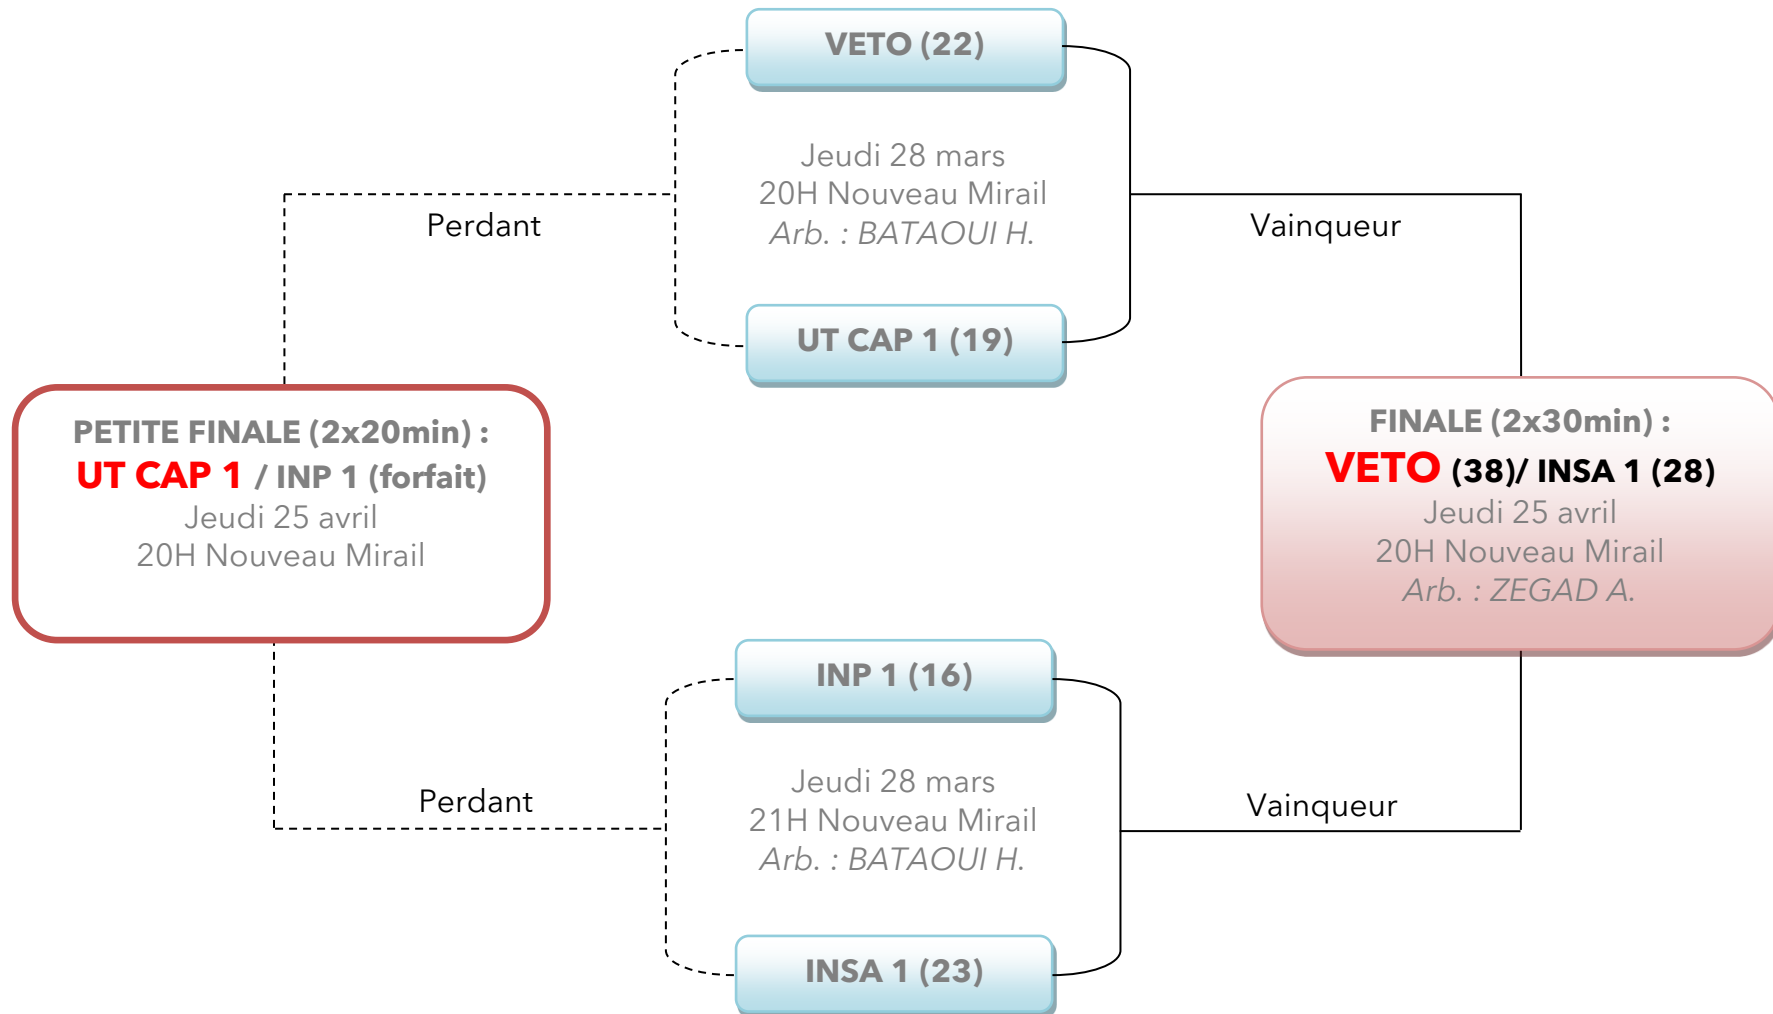 VETO (22)
Jeudi 28 mars
20H Nouveau Mirail
Arb. : BATAOUI H.
Perdant
Vainqueur
UT CAP 1 (19)
PETITE FINALE (2x20min) :
UT CAP 1 / INP 1 (forfait)
Jeudi 25 avril
20H Nouveau Mirail
FINALE (2x30min) :
VETO (38)/ INSA 1 (28)
Jeudi 25 avril
20H Nouveau Mirail
Arb. : ZEGAD A.
INP 1 (16)
Jeudi 28 mars
21H Nouveau Mirail
Arb. : BATAOUI H.
Perdant
Vainqueur
INSA 1 (23)